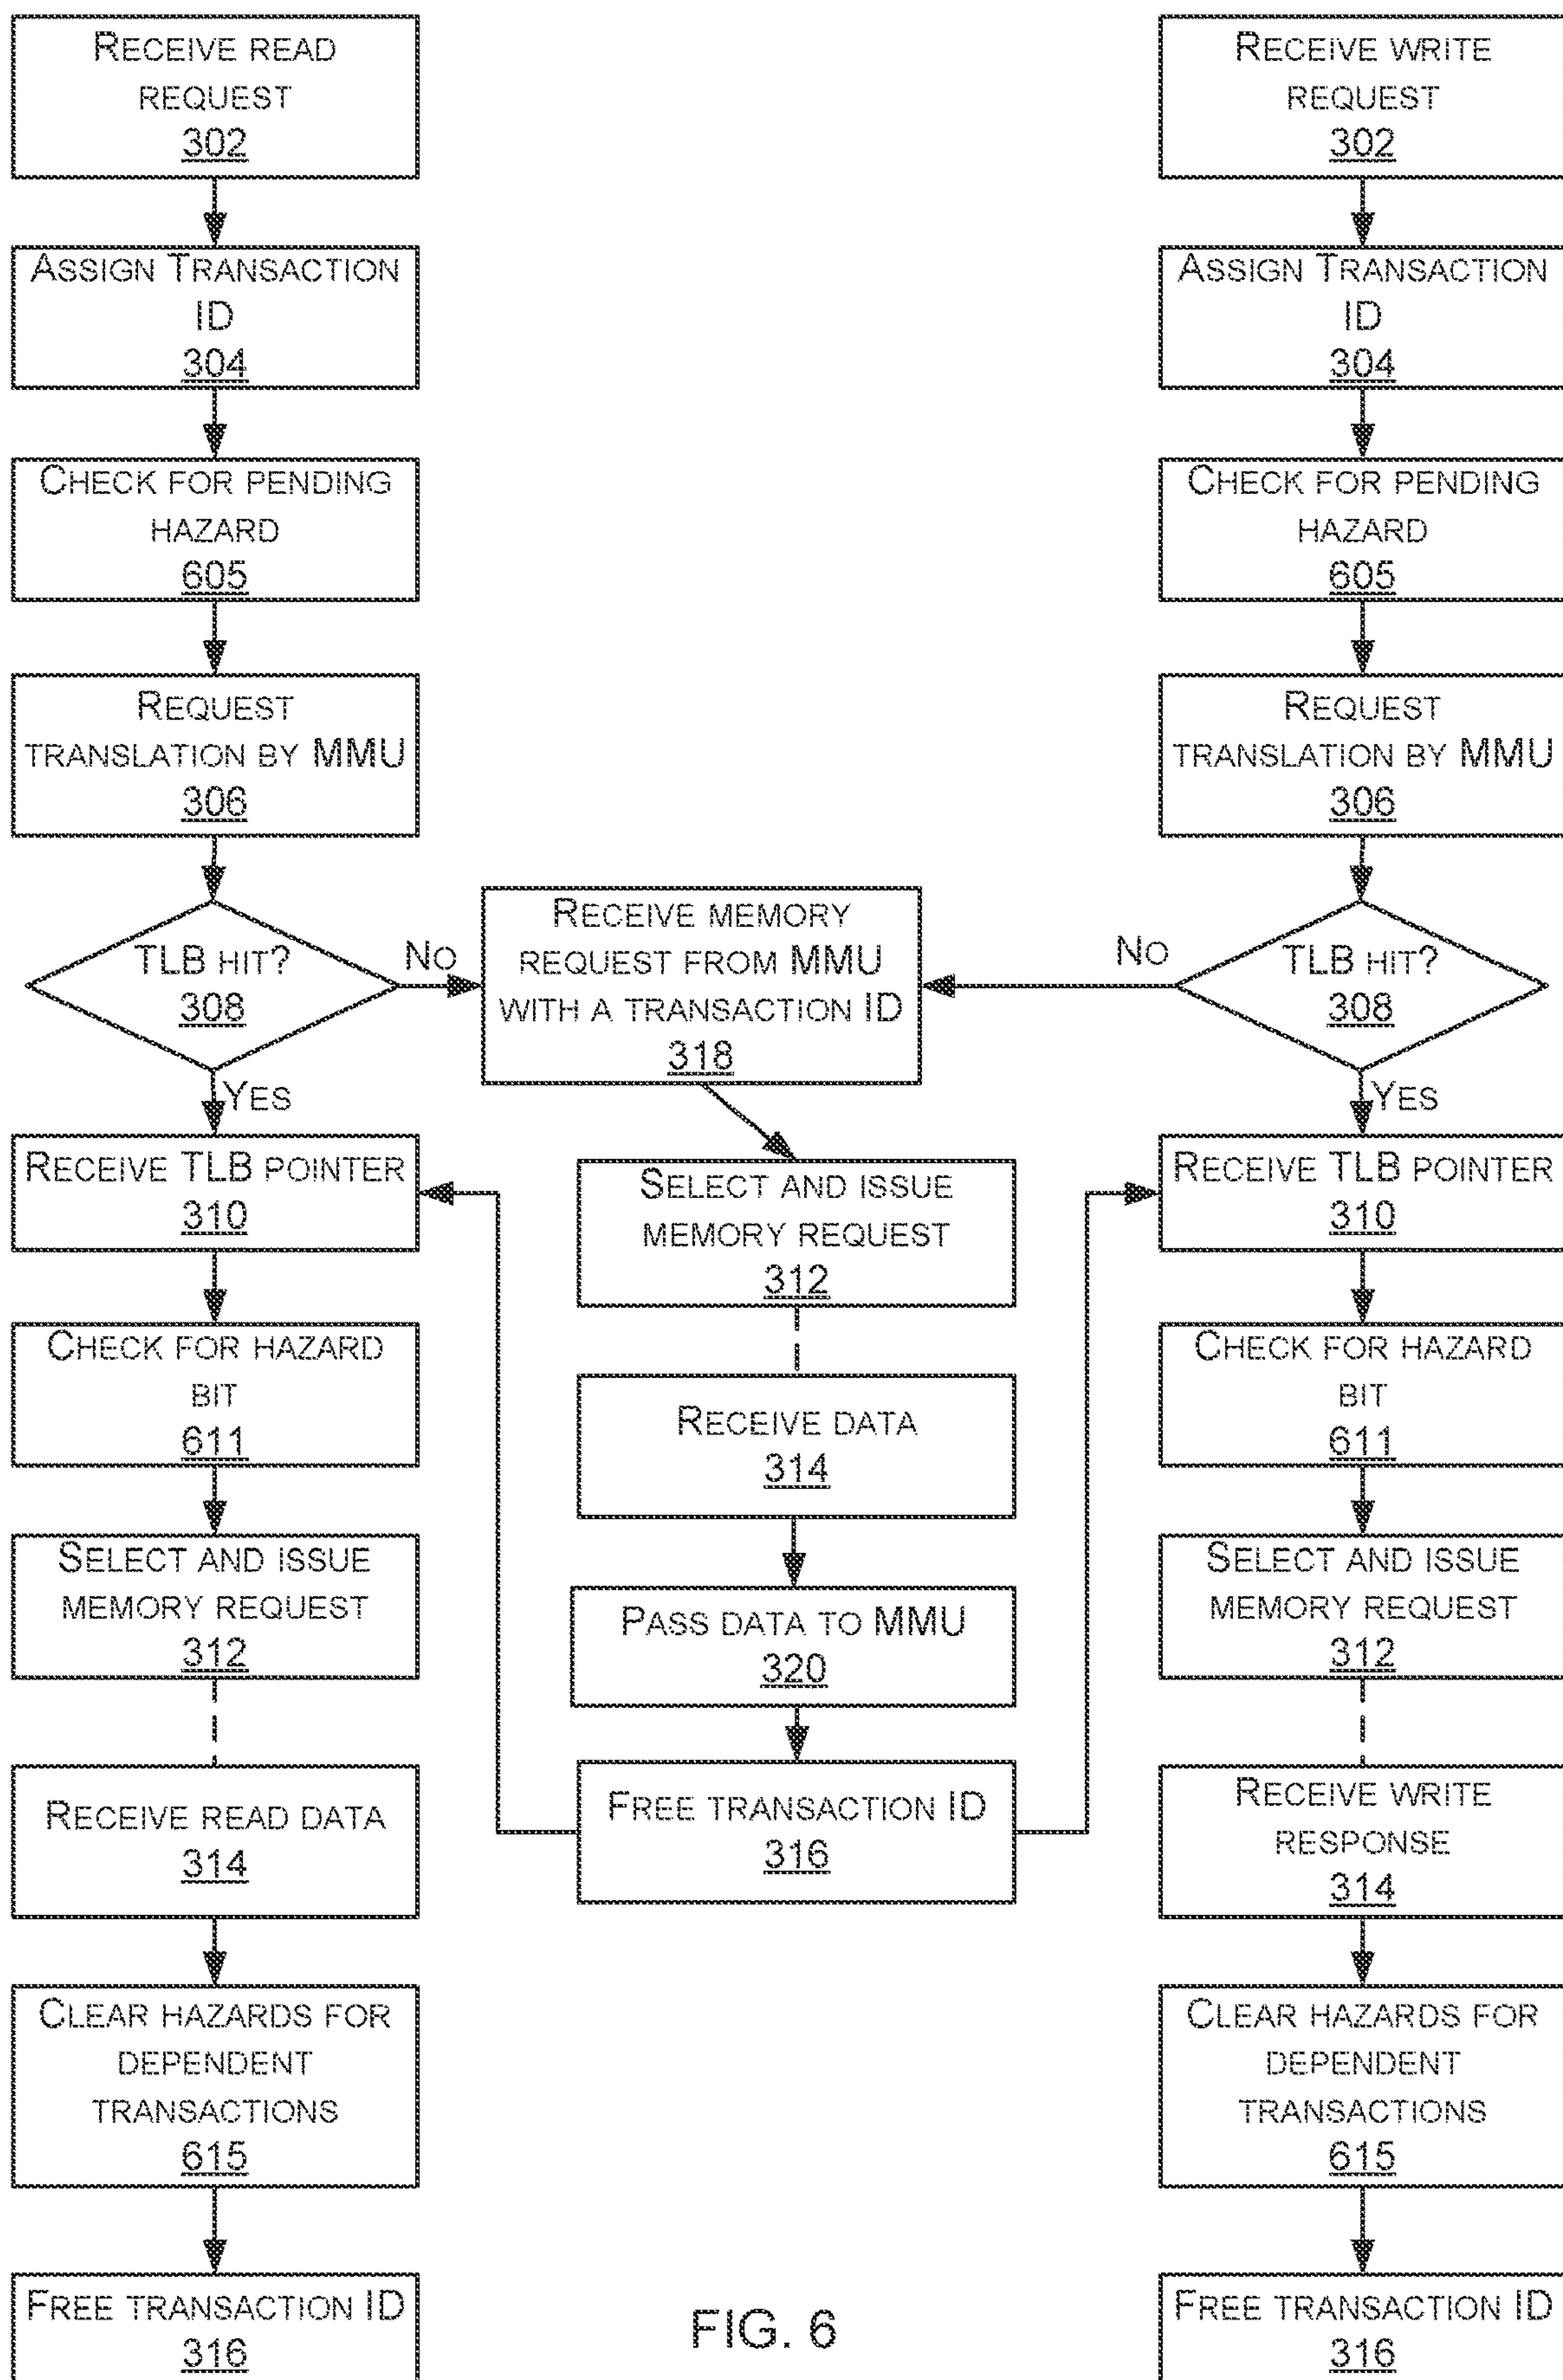 RECEIVE READ
REQUEST
302
ASSIGN TRANSACTION
ID
304
CHECK FOR PENDING
HAZARD
605
REQUEST
TRANSLATION BY MMU
306
TLB HIT?
308
NO
YES
RECEIVE TLB POINTER
310
CHECK FOR HAZARD
BIT
611
SELECT AND ISSUE
MEMORY REQUEST
312
RECEIVE READ DATA
314
CLEAR HAZARDS FOR
DEPENDENT
TRANSACTIONS
615
FREE TRANSACTION ID
316
RECEIVE MEMORY
REQUEST FROM MMU
WITH A TRANSACTION ID
318
SELECT AND ISSUE
MEMORY REQUEST
312
RECEIVE DATA
314
PASS DATA TO MMU
320
FREE TRANSACTION ID
316
RECEIVE WRITE
REQUEST
302
ASSIGN TRANSACTION
ID
304
CHECK FOR PENDING
HAZARD
605
REQUEST
TRANSLATION BY MMU
306
NO
TLB HIT?
308
YES
RECEIVE TLB POINTER
310
CHECK FOR HAZARD
BIT
611
SELECT AND ISSUE
MEMORY REQUEST
312
RECEIVE WRITE
RESPONSE
314
CLEAR HAZARDS FOR
DEPENDENT
TRANSACTIONS
615
FREE TRANSACTION ID
316
FIG. 6